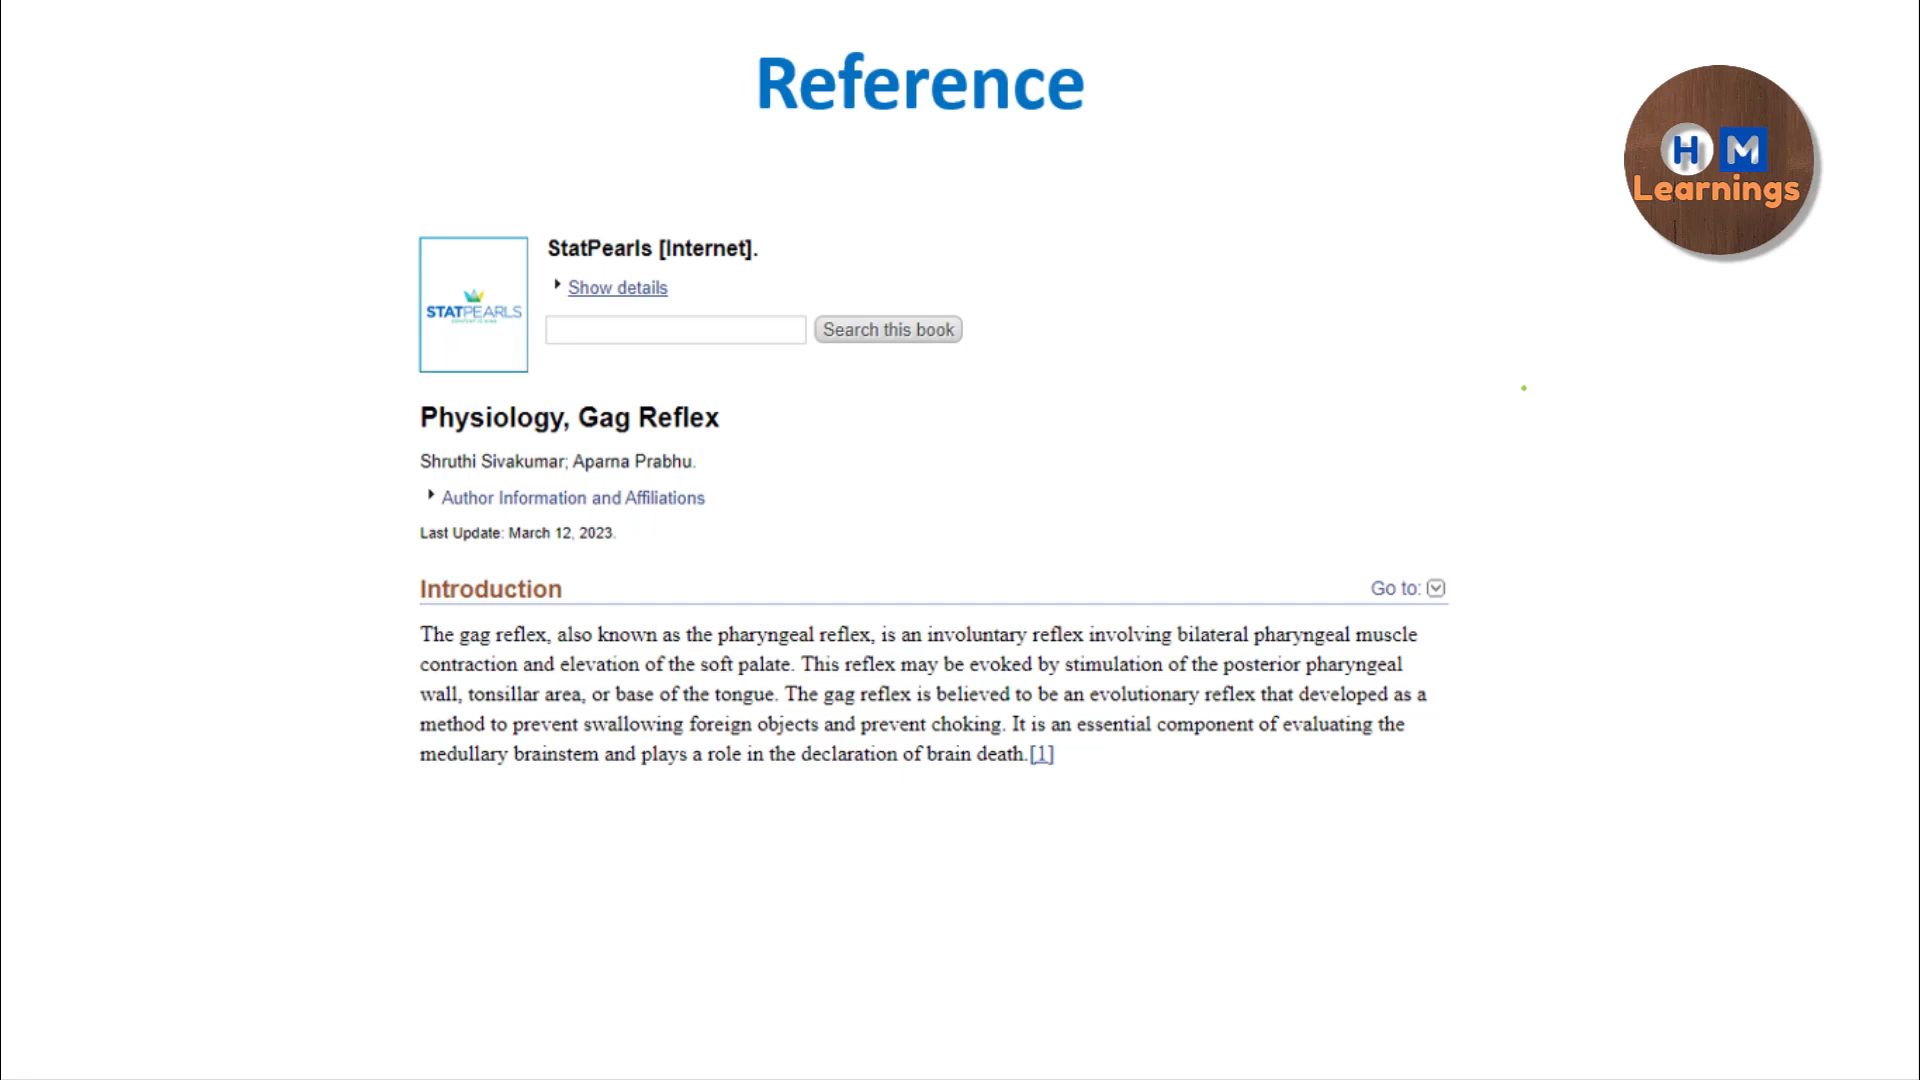 Reference
H M
Learnings
StatPearls [Internet].
Show details
STATPEARLS
Search this book
Physiology, Gag Reflex
Shruthi Sivakumar; Aparna Prabhu.
Author Information and Affiliations
Last Update: March 12, 2023.
Introduction
Go to:
The gag reflex, also known as the pharyngeal reflex, is an involuntary reflex involving bilateral pharyngeal muscle
contraction and elevation of the soft palate. This reflex may be evoked by stimulation of the posterior pharyngeal
wall, tonsillar area, or base of the tongue. The gag reflex is believed to be an evolutionary reflex that developed as a
method to prevent swallowing foreign objects and prevent choking. It is an essential component of evaluating the
medullary brainstem and plays a role in the declaration of brain death.[1]